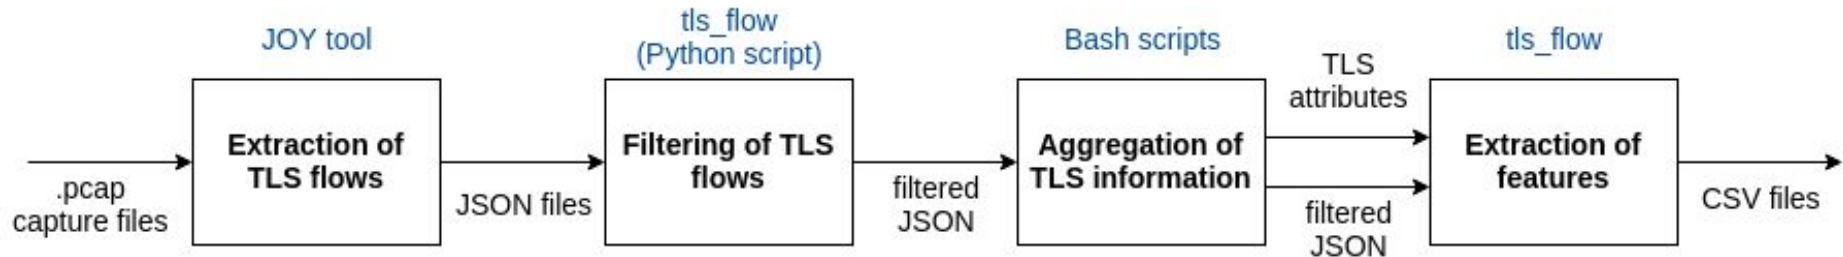 JOY tool
tls_flow
(Python script)
Bash scripts
tls_flow
.pcap
capture files
Extraction of
TLS flows
JSON files
Filtering of TLS
flows
filtered
JSON
Aggregation of
TLS information
TLS
attributes
filtered
JSON
Extraction of
features
CSV files